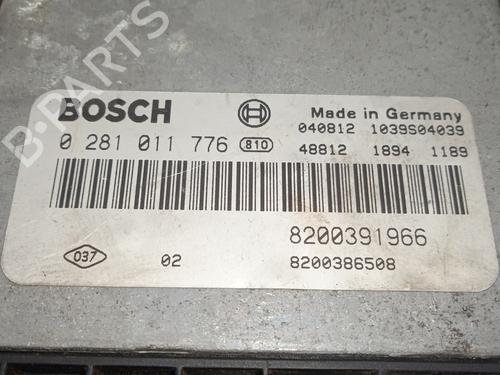 B-PARTS
BOSCH
Made in Germany
0 281 011 776 810
040812 1039S04039
48812 1894 1189
8200391966
037 02 8200386508